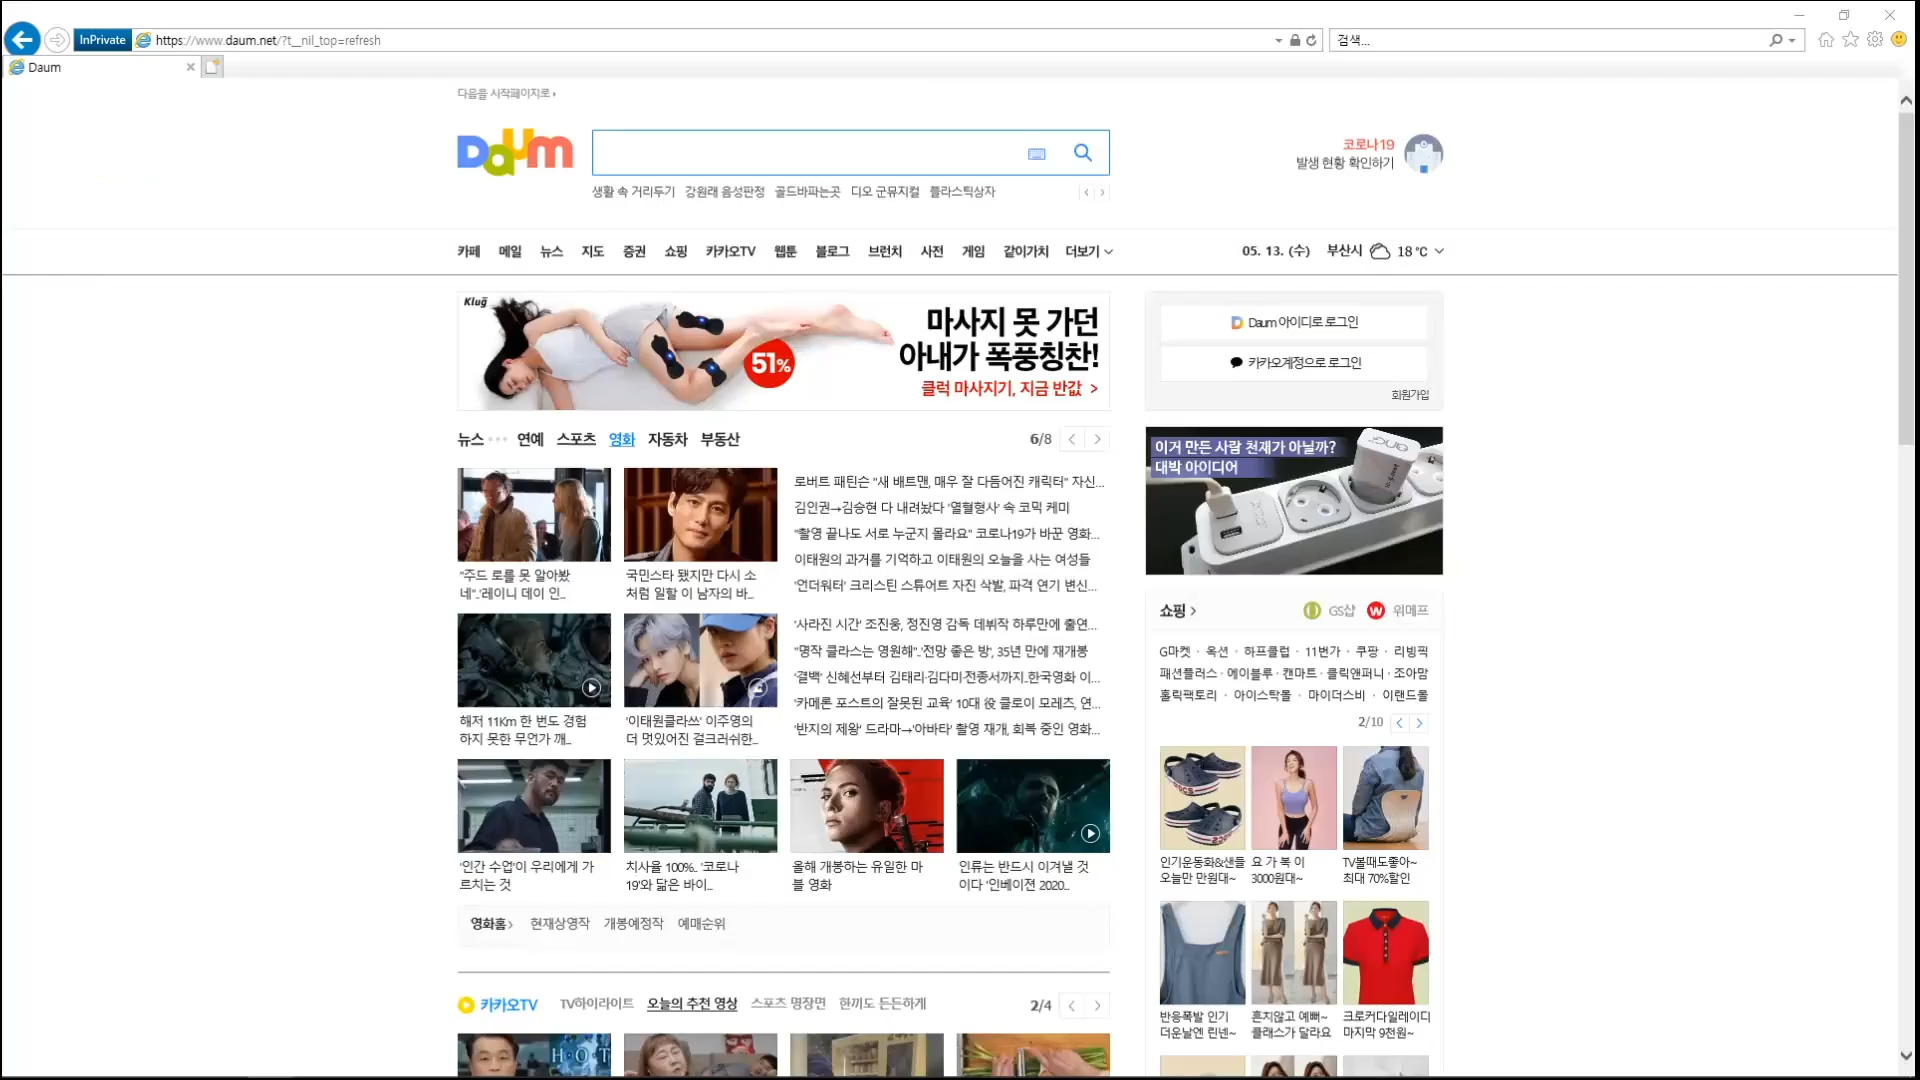 InPrivate
https://www.daum.net/?t__nil_top=refresh
검색...
Daum
다음을 시작페이지로
Daum
코로나19
발생 현황 확인하기
생활 속 거리두기 강원래 음성판정 골드바파는곳 디오 군뮤지컬 플라스틱상자
카페 메일 뉴스 지도 증권 쇼핑 카카오TV 웹툰 블로그 브런치 사전 게임 같이가치 더보기
05. 13. (수) 부산시 18 ℃
Klug
마사지 못 가던
아내가 폭풍칭찬!
51%
클럭 마사지기, 지금 반값 >
Daum 아이디로 로그인
카카오계정으로 로그인
회원가입
뉴스 연예 스포츠 영화 자동차 부동산
6/8
이거 만든 사람 천재가 아닐까?
대박 아이디어
로버트 패틴슨 "새 배트맨, 매우 잘 다듬어진 캐릭터" 자신...
김인권→김승현 다 내려놨다 '열혈형사' 속 코믹 케미
"촬영 끝나도 서로 누군지 몰라요" 코로나19가 바꾼 영화...
이태원의 과거를 기억하고 이태원의 오늘을 사는 여성들
'언더워터' 크리스틴 스튜어트 자진 삭발, 파격 연기 변신...
"주드 로를 못 알아봤
네"..'레이니 데이 인...
국민스타 됐지만 다시 소
처럼 일할 이 남자의 바...
'사라진 시간' 조진웅, 정진영 감독 데뷔작 하루만에 출연...
"명작 클라스는 영원해"..'전망 좋은 방', 35년 만에 재개봉
'결백' 신혜선부터 김태리·김다미·전종서까지..한국영화 이...
'카메론 포스트의 잘못된 교육' 10대 役 클로이 모레츠, 연...
'반지의 제왕' 드라마→'아바타' 촬영 재개, 회복 중인 영화...
해저 11Km 한 번도 경험
하지 못한 무언가 깨...
'이태원클라쓰' 이주영의
더 멋있어진 걸크러쉬한...
'인간 수업'이 우리에게 가
르치는 것
치사율 100%.. '코로나
19'와 닮은 바이...
올해 개봉하는 유일한 마
블 영화
인류는 반드시 이겨낼 것
이다 '인베이젼 2020...
영화홈 현재상영작 개봉예정작 예매순위
카카오TV TV하이라이트 오늘의 추천 영상 스포츠 명장면 한끼도 든든하게
2/4
HOT
쇼핑 GS샵 위메프
G마켓 · 옥션 · 하프클럽 · 11번가 · 쿠팡 · 리빙픽
패션플러스 · 에이블루 · 캔마트 · 클릭앤퍼니 · 조아맘
홀릭팩토리 · 아이스탁몰 · 마이더스비 · 이랜드몰
2/10
인기운동화&샌들
오늘만 만원대~
요 가 복 이
3000원대~
TV볼때도좋아~
최대 70%할인
반응폭발 인기
더운날엔 린넨~
흔치않고 예뻐~
클래스가 달라요
크로커다일레이디
마지막 9천원~